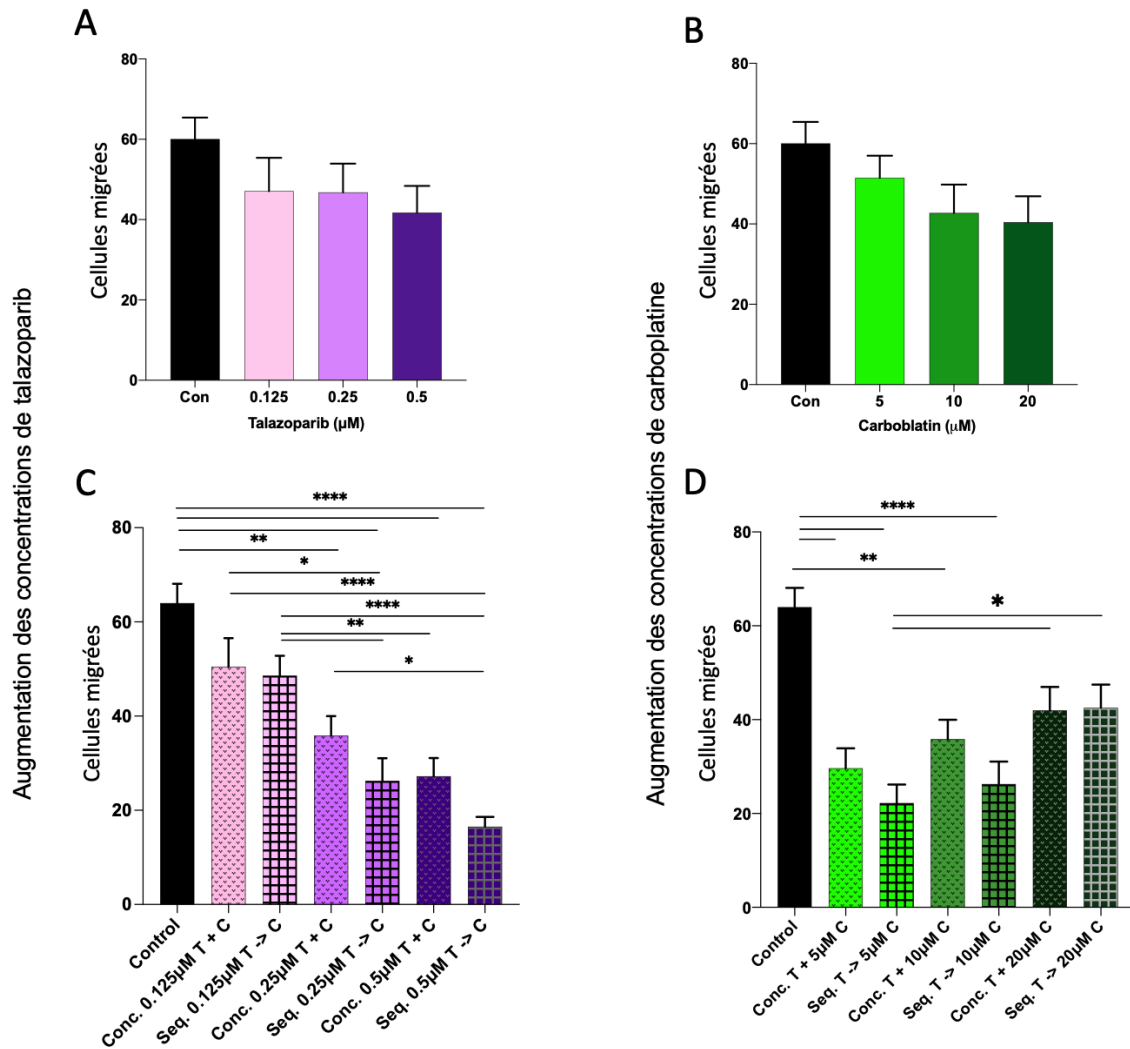 Augmentation des concentrations de talazoparib
A
80
60
40
20
0
Cellules migrées
Con
0.125
0.25
0.5
Talazoparib (µM)
Augmentation des concentrations de carboplatine
B
80
60
40
20
0
Cellules migrées
Con
5
10
20
Carboblatin (µM)
C
****
**
*
****
****
**
*
80
60
40
20
0
Cellules migrées
Control
Conc. 0.125µM T + C
Seq. 0.125µM T -> C
Conc. 0.25µM T + C
Seq. 0.25µM T -> C
Conc. 0.5µM T + C
Seq. 0.5µM T -> C
D
****
**
*
80
60
40
20
0
Cellules migrées
Control
Conc. T + 5µM C
Seq. T -> 5µM C
Conc. T + 10µM C
Seq. T -> 10µM C
Conc. T + 20µM C
Seq. T -> 20µM C